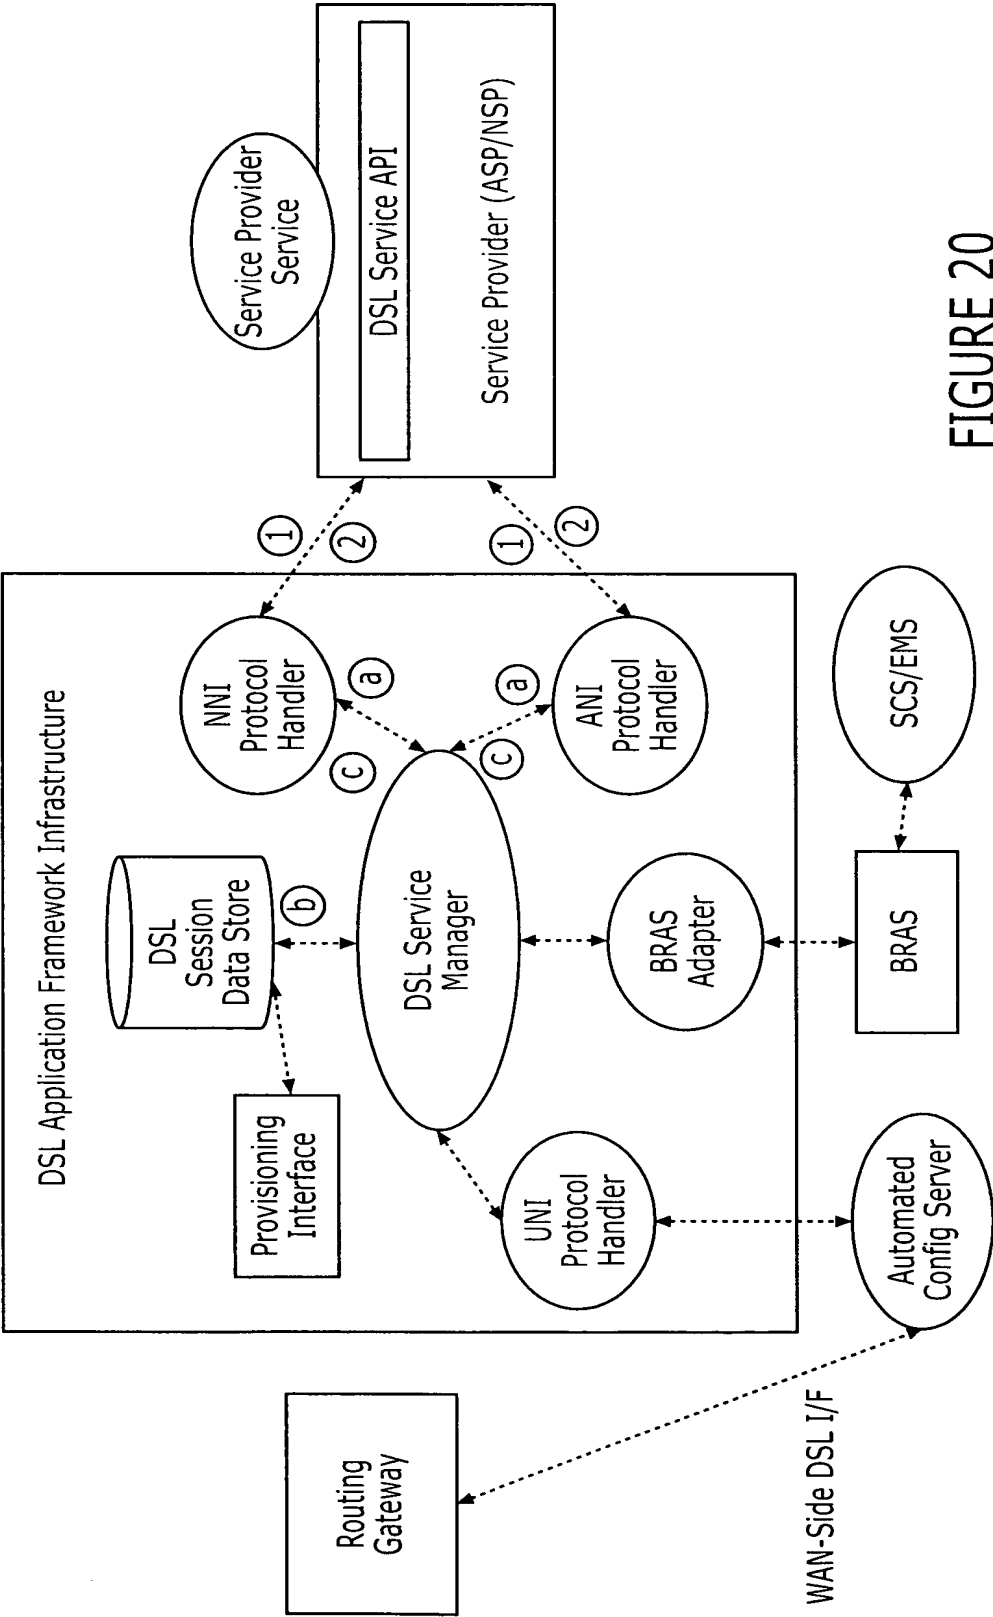 DSL Application Framework Infrastructure
Service Provider
Service
DSL Service API
Service Provider (ASP/NSP)
Provisioning
Interface
DSL
Session
Data Store
b
NNI
Protocol
Handler
1
2
a
c
DSL Service
Manager
1
2
a
c
Routing
Gateway
UNI
Protocol
Handler
BRAS
Adapter
ANI
Protocol
Handler
WAN-Side DSL I/F
Automated
Config Server
BRAS
SCS/EMS
FIGURE 20